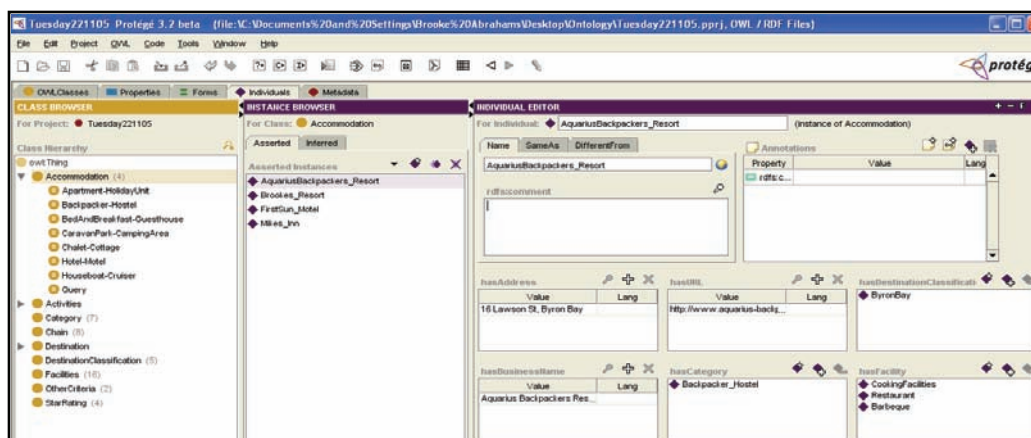 Tuesday221105 Protégé 3.2 beta (file:\C:\Documents%20and%20Settings\Brooke%20Abrahams\Desktop\Ontology\Tuesday221105.pprj, OWL / RDF Files)
File Edit Project OWL Code Tools Window Help
protégé
OWLClasses Properties Forms Individuals Metadata
CLASS BROWSER
For Project: Tuesday221105
Class Hierarchy
owl:Thing
Accommodation (4)
Apartment-HolidayUnit
Backpacker-Hostel
BedAndBreakfast-Guesthouse
CaravanPark-CampingArea
Chalet-Cottage
Hotel-Motel
Houseboat-Cruiser
Query
Activities
Category (7)
Chain (8)
Destination
DestinationClassification (5)
Facilities (16)
OtherCriteria (2)
StarRating (4)
INSTANCE BROWSER
For Class: Accommodation
Asserted Inferred
Asserted Instances
AquariusBackpackers_Resort
Brookes_Resort
FirstSun_Motel
Mikes_Inn
INDIVIDUAL EDITOR
For Individual: AquariusBackpackers_Resort (instance of Accommodation)
Name SameAs DifferentFrom
AquariusBackpackers_Resort
rdfs:comment
Annotations
Property Value Lang
rdfs:c...
hasAddress
Value Lang
16 Lawson St, Byron Bay
hasURL
Value Lang
http://www.aquarius-backp...
hasDestinationClassificati
ByronBay
hasBusinessName
Value Lang
Aquarius Backpackers Res...
hasCategory
Backpacker_Hostel
hasFacility
CookingFacilities
Restaurant
Barbeque